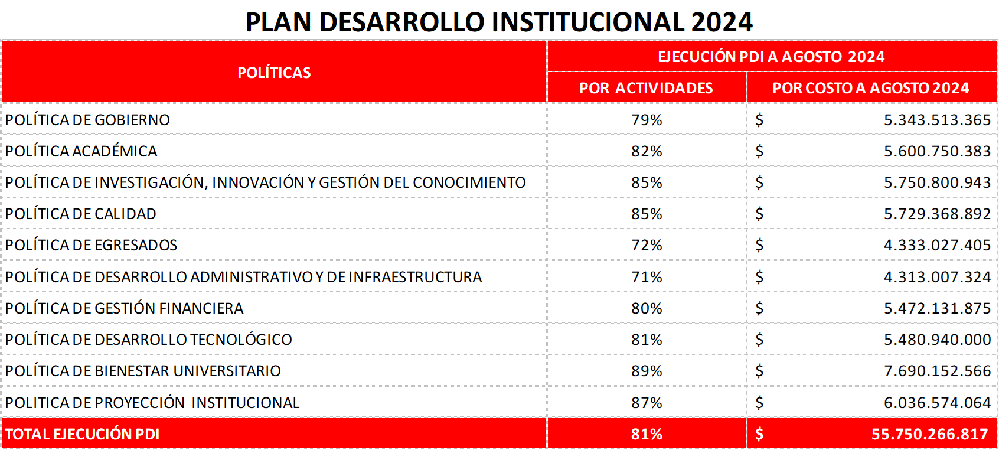 PLAN DESARROLLO INSTITUCIONAL 2024
POLÍTICAS
EJECUCIÓN PDI A AGOSTO 2024
POR ACTIVIDADES
POR COSTO A AGOSTO 2024
POLÍTICA DE GOBIERNO 79% $ 5.343.513.365
POLÍTICA ACADÉMICA 82% $ 5.600.750.383
POLÍTICA DE INVESTIGACIÓN, INNOVACIÓN Y GESTIÓN DEL CONOCIMIENTO 85% $ 5.750.800.943
POLÍTICA DE CALIDAD 85% $ 5.729.368.892
POLÍTICA DE EGRESADOS 72% $ 4.333.027.405
POLÍTICA DE DESARROLLO ADMINISTRATIVO Y DE INFRAESTRUCTURA 71% $ 4.313.007.324
POLÍTICA DE GESTIÓN FINANCIERA 80% $ 5.472.131.875
POLÍTICA DE DESARROLLO TECNOLÓGICO 81% $ 5.480.940.000
POLÍTICA DE BIENESTAR UNIVERSITARIO 89% $ 7.690.152.566
POLITICA DE PROYECCIÓN INSTITUCIONAL 87% $ 6.036.574.064
TOTAL EJECUCIÓN PDI 81% $ 55.750.266.817